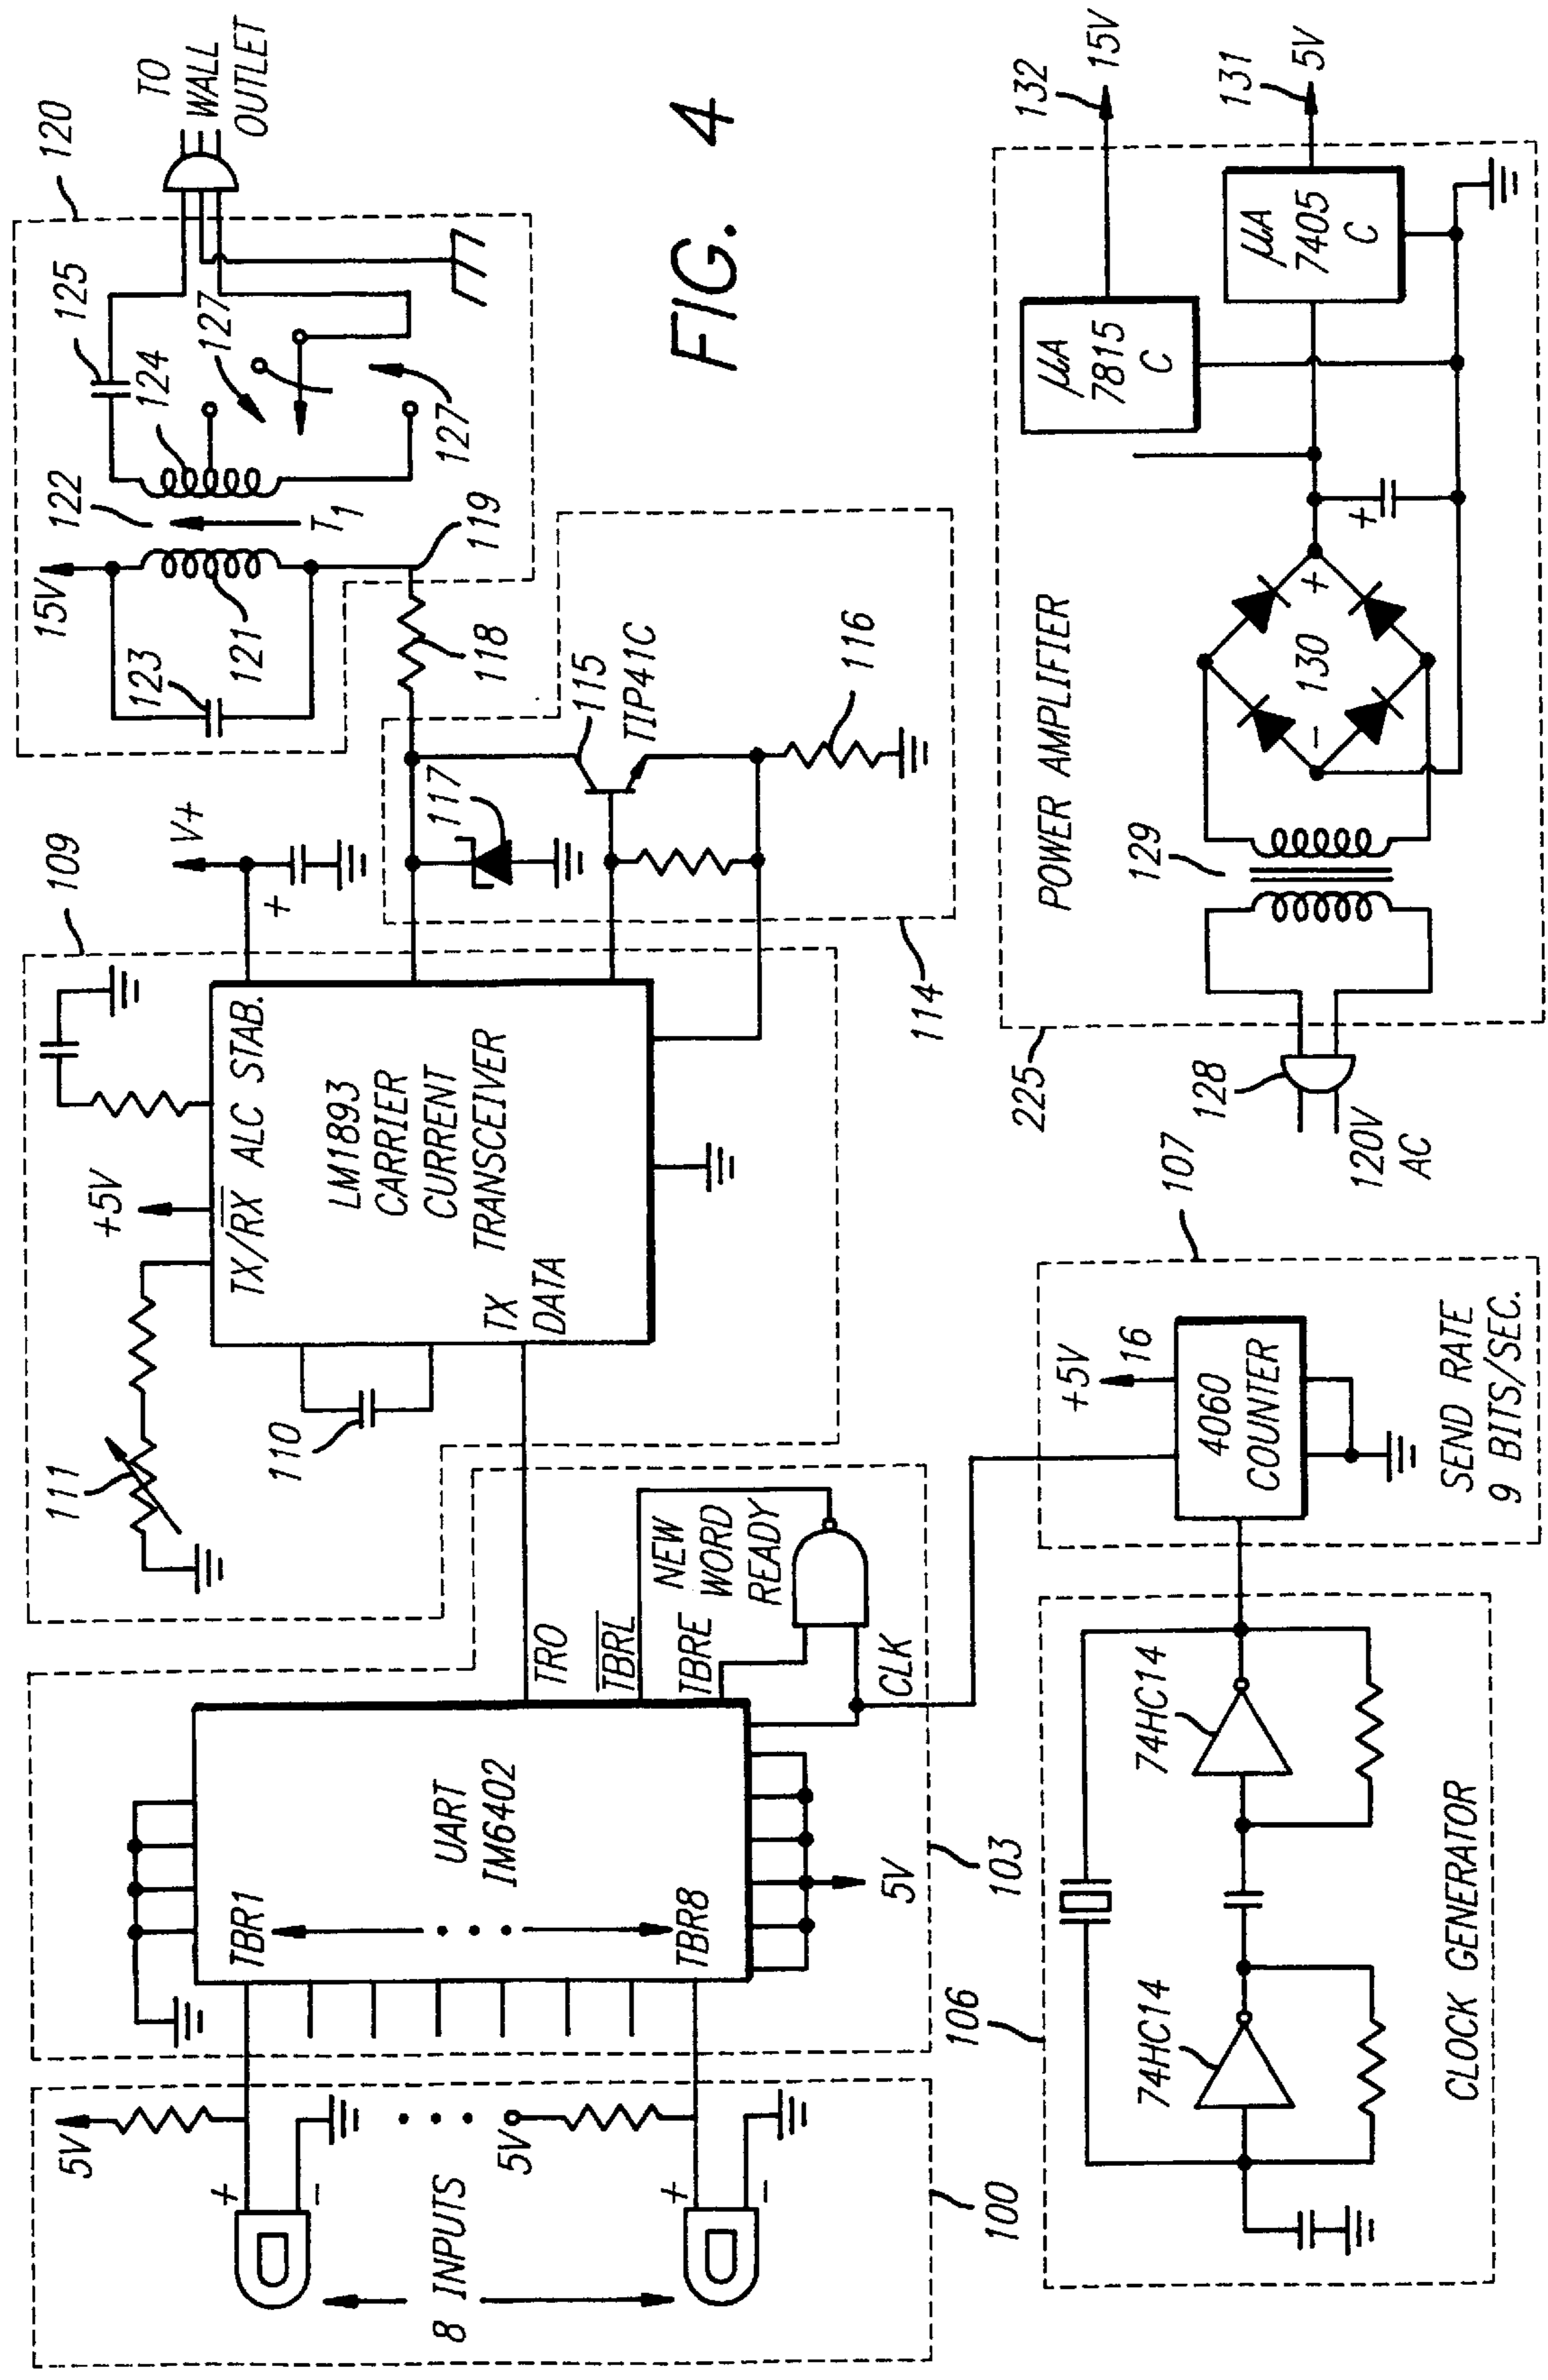 5V
+
-
8 INPUTS
5V
+
-
100
TBR1
TBR8
UART
IM6402
5V
103
TRO
TBRL
TBRE
CLK
NEW
WORD
READY
111
110
+5V
TX/RX ALC STAB.
LM1893
CARRIER
CURRENT
TRANSCEIVER
TX
DATA
109
V+
+
114
117
115
TIP41C
116
118
119
15V
123
121
122
T1
124
125
127
127
120
TO
WALL
OUTLET
FIG. 4
106
74HC14
74HC14
CLOCK GENERATOR
107
+5V
16
4060
COUNTER
SEND RATE
9 BITS/SEC.
225
128
120V
AC
POWER AMPLIFIER
129
130
-
+
+
μA
7815
C
μA
7405
C
132
15V
131
5V